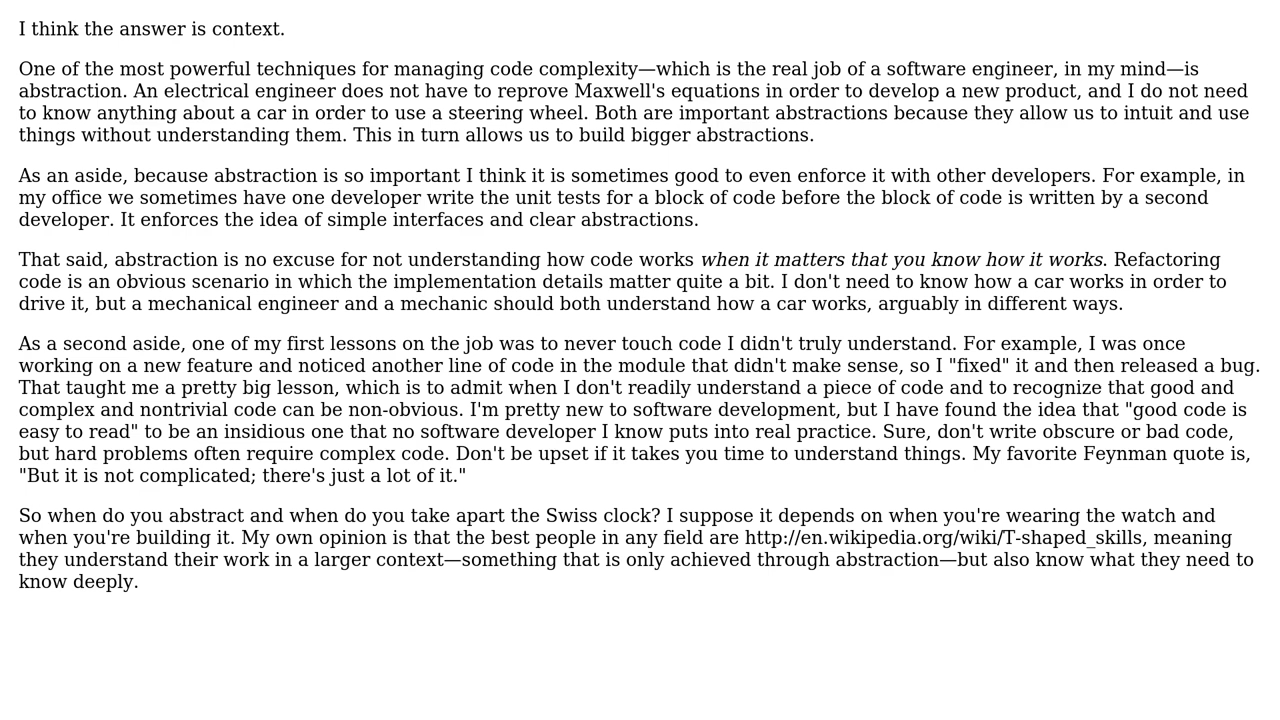 I think the answer is context.
One of the most powerful techniques for managing code complexity—which is the real job of a software engineer, in my mind—is
abstraction. An electrical engineer does not have to reprove Maxwell's equations in order to develop a new product, and I do not need
to know anything about a car in order to use a steering wheel. Both are important abstractions because they allow us to intuit and use
things without understanding them. This in turn allows us to build bigger abstractions.
As an aside, because abstraction is so important I think it is sometimes good to even enforce it with other developers. For example, in
my office we sometimes have one developer write the unit tests for a block of code before the block of code is written by a second
developer. It enforces the idea of simple interfaces and clear abstractions.
That said, abstraction is no excuse for not understanding how code works when it matters that you know how it works. Refactoring
code is an obvious scenario in which the implementation details matter quite a bit. I don't need to know how a car works in order to
drive it, but a mechanical engineer and a mechanic should both understand how a car works, arguably in different ways.
As a second aside, one of my first lessons on the job was to never touch code I didn't truly understand. For example, I was once
working on a new feature and noticed another line of code in the module that didn't make sense, so I "fixed" it and then released a bug.
That taught me a pretty big lesson, which is to admit when I don't readily understand a piece of code and to recognize that good and
complex and nontrivial code can be non-obvious. I'm pretty new to software development, but I have found the idea that "good code is
easy to read" to be an insidious one that no software developer I know puts into real practice. Sure, don't write obscure or bad code,
but hard problems often require complex code. Don't be upset if it takes you time to understand things. My favorite Feynman quote is,
"But it is not complicated; there's just a lot of it."
So when do you abstract and when do you take apart the Swiss clock? I suppose it depends on when you're wearing the watch and
when you're building it. My own opinion is that the best people in any field are http://en.wikipedia.org/wiki/T-shaped_skills, meaning
they understand their work in a larger context—something that is only achieved through abstraction—but also know what they need to
know deeply.